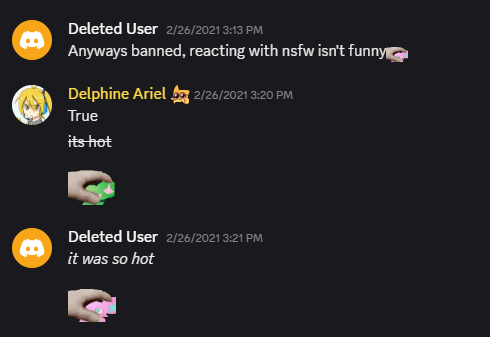 Deleted User 2/26/2021 3:13 PM
Anyways banned, reacting with nsfw isn't funny
Delphine Ariel 2/26/2021 3:20 PM
True
its hot
Deleted User 2/26/2021 3:21 PM
it was so hot